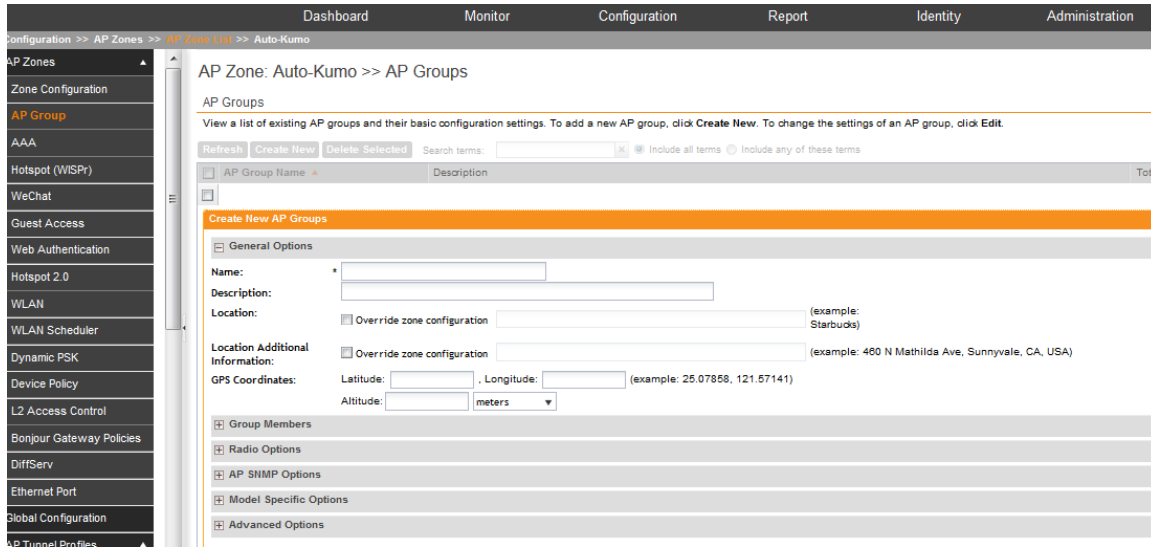 Dashboard Monitor Configuration Report Identity Administration
Configuration >> AP Zones >> AP Zone List >> Auto-Kumo
AP Zones
Zone Configuration
AP Group
AAA
Hotspot (WISPr)
WeChat
Guest Access
Web Authentication
Hotspot 2.0
WLAN
WLAN Scheduler
Dynamic PSK
Device Policy
L2 Access Control
Bonjour Gateway Policies
DiffServ
Ethernet Port
Global Configuration
AP Tunnel Profiles
AP Zone: Auto-Kumo >> AP Groups
AP Groups
View a list of existing AP groups and their basic configuration settings. To add a new AP group, click Create New. To change the settings of an AP group, click Edit.
Refresh Create New Delete Selected Search terms: x Include all terms Include any of these terms
AP Group Name Description Tot
Create New AP Groups
General Options
Name: *
Description:
Location: Override zone configuration (example: Starbucks)
Location Additional Information: Override zone configuration (example: 460 N Mathilda Ave, Sunnyvale, CA, USA)
GPS Coordinates: Latitude: , Longitude: (example: 25.07858, 121.57141)
Altitude: meters
Group Members
Radio Options
AP SNMP Options
Model Specific Options
Advanced Options